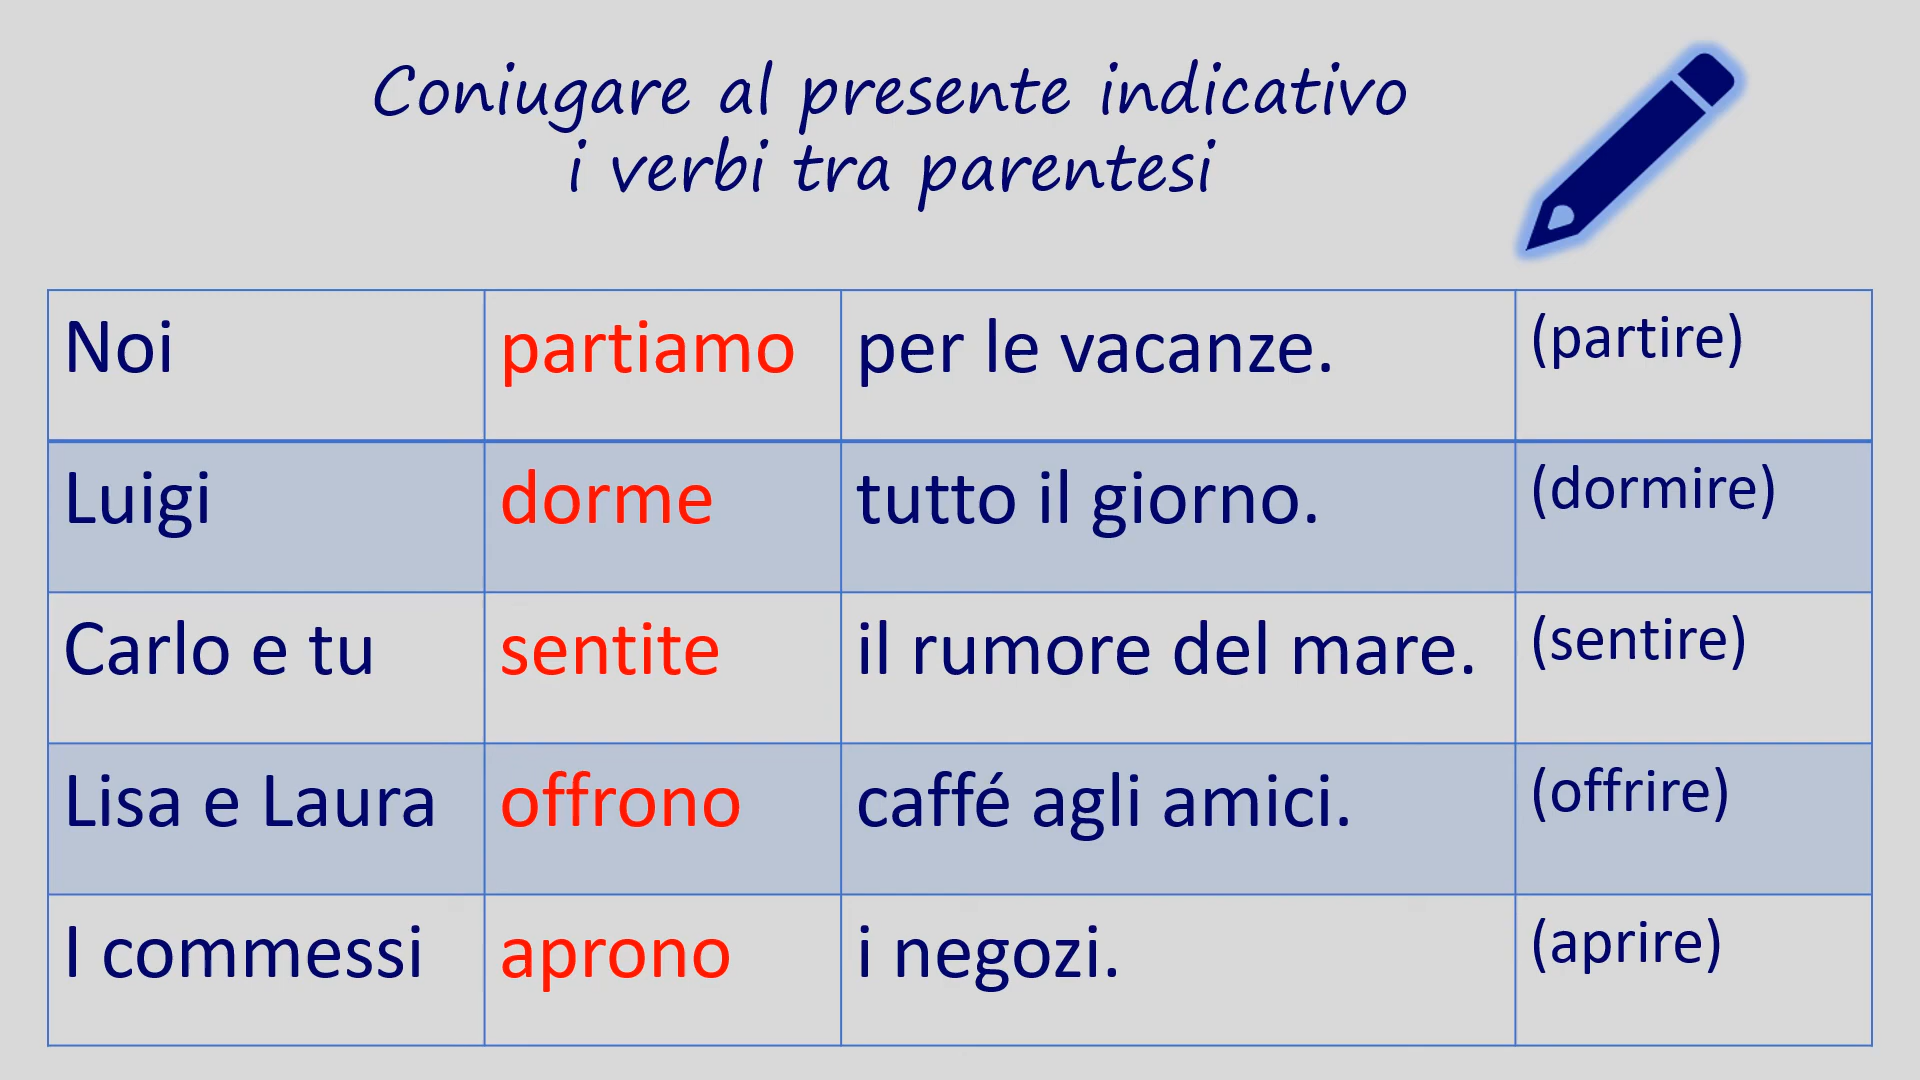 Coniugare al presente indicativo
i verbi tra parentesi
Noi partiamo per le vacanze. (partire)
Luigi dorme tutto il giorno. (dormire)
Carlo e tu sentite il rumore del mare. (sentire)
Lisa e Laura offrono caffé agli amici. (offrire)
I commessi aprono i negozi. (aprire)